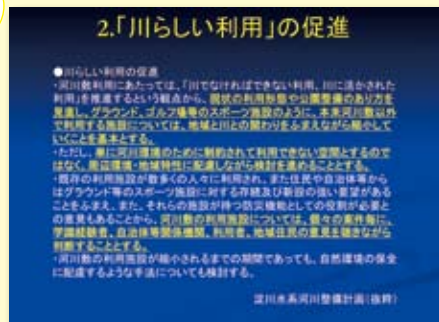 2.「川らしい利用」の促進
●川らしい利用の促進
・河川敷利用にあたっては、「川でなければできない利用、川に活かされた
利用」を推進するという観点から、現状の利用形態や公園整備のあり方を
見直し、グラウンド、ゴルフ場等のスポーツ施設のように、本来河川敷以外
で利用する施設については、地域と川との関わりをふまえながら縮小して
いくことを基本とする。
・ただし、単に河川環境のために制約されて利用できない空間とするので
はなく、周辺環境・地域特性に配慮しながら検討を進めることとする。
・既存の利用施設が数多くの人々に利用され、また住民や自治体等から
はグラウンド等のスポーツ施設に対する存続及び新設の強い要望がある
ことをふまえ、また、それらの施設が持つ防災機能としての役割が必要と
の意見もあることから、河川敷の利用施設については、個々の案件毎に、
学識経験者、自治体等関係機関、利用者、地域住民の意見を聴きながら
判断することとする。
・河川敷の利用施設が縮小されるまでの期間であっても、自然環境の保全
に配慮するような手法についても検討する。
淀川水系河川整備計画(抜粋)